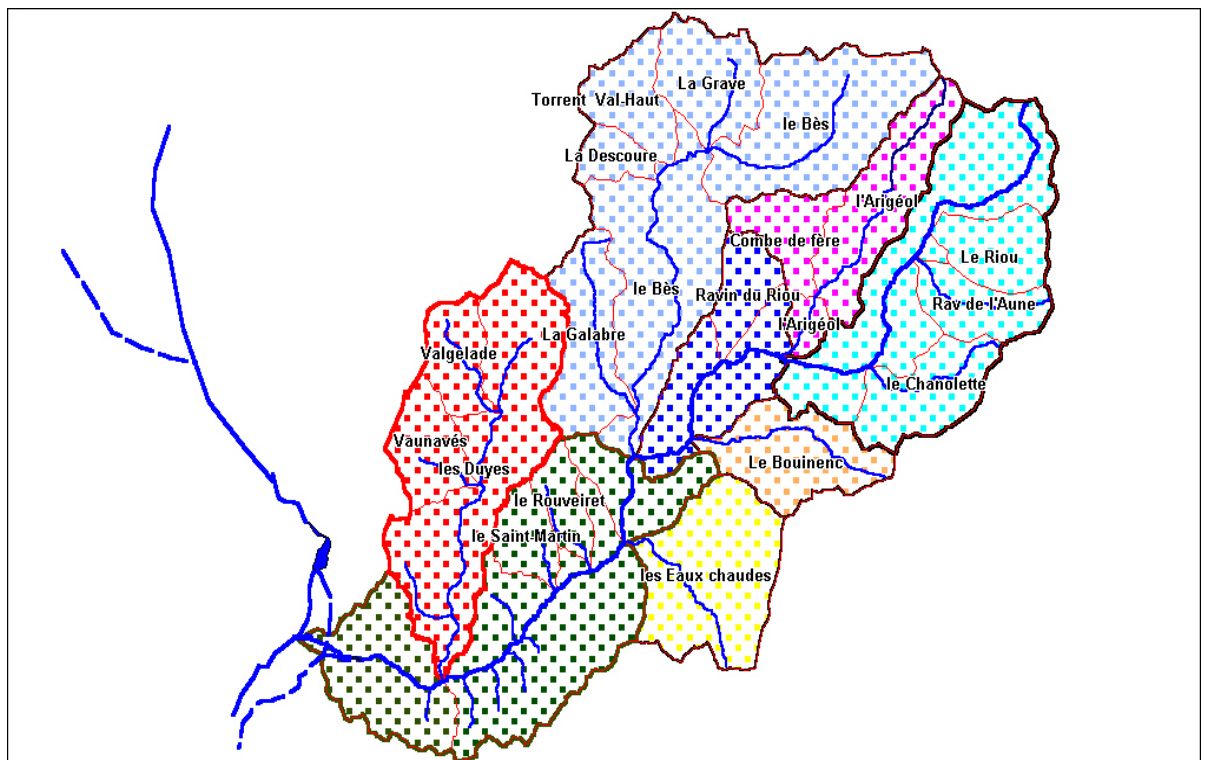 La Grave
Torrent Val-Haut
le Bès
La Descoure
l'Arigéol
Combe de fère
Le Riou
le Bès
Ravin du Riou
Rav de l'Aune
l'Arigéol
La Galabre
Valgelade
le Chanolette
Vaunavés
Le Bouinenc
les Duyes
le Rouveiret
le Saint Martin
les Eaux chaudes